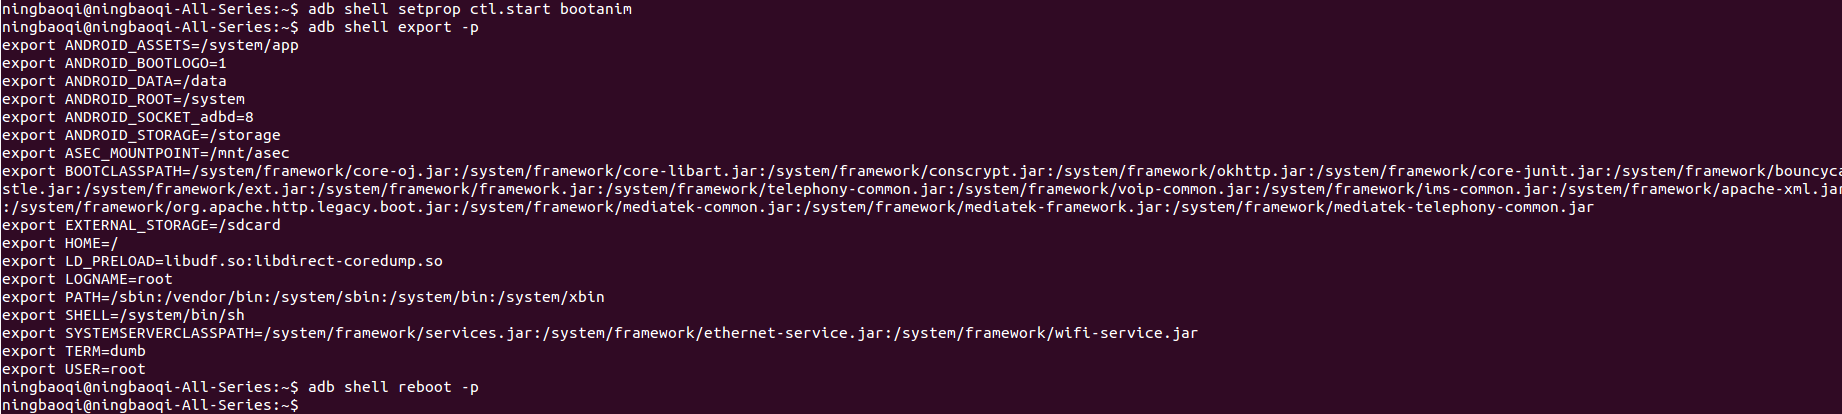 ningbaoqi@ningbaoqi-All-Series:~$ adb shell setprop ctl.start bootanim
ningbaoqi@ningbaoqi-All-Series:~$ adb shell export -p
export ANDROID_ASSETS=/system/app
export ANDROID_BOOTLOGO=1
export ANDROID_DATA=/data
export ANDROID_ROOT=/system
export ANDROID_SOCKET_adbd=8
export ANDROID_STORAGE=/storage
export ASEC_MOUNTPOINT=/mnt/asec
export BOOTCLASSPATH=/system/framework/core-oj.jar:/system/framework/core-libart.jar:/system/framework/conscrypt.jar:/system/framework/okhttp.jar:/system/framework/core-junit.jar:/system/framework/bouncyca
stle.jar:/system/framework/ext.jar:/system/framework/framework.jar:/system/framework/telephony-common.jar:/system/framework/voip-common.jar:/system/framework/ims-common.jar:/system/framework/apache-xml.jar
:/system/framework/org.apache.http.legacy.boot.jar:/system/framework/mediatek-common.jar:/system/framework/mediatek-framework.jar:/system/framework/mediatek-telephony-common.jar
export EXTERNAL_STORAGE=/sdcard
export HOME=/
export LD_PRELOAD=libudf.so:libdirect-coredump.so
export LOGNAME=root
export PATH=/sbin:/vendor/bin:/system/sbin:/system/bin:/system/xbin
export SHELL=/system/bin/sh
export SYSTEMSERVERCLASSPATH=/system/framework/services.jar:/system/framework/ethernet-service.jar:/system/framework/wifi-service.jar
export TERM=dumb
export USER=root
ningbaoqi@ningbaoqi-All-Series:~$ adb shell reboot -p
ningbaoqi@ningbaoqi-All-Series:~$